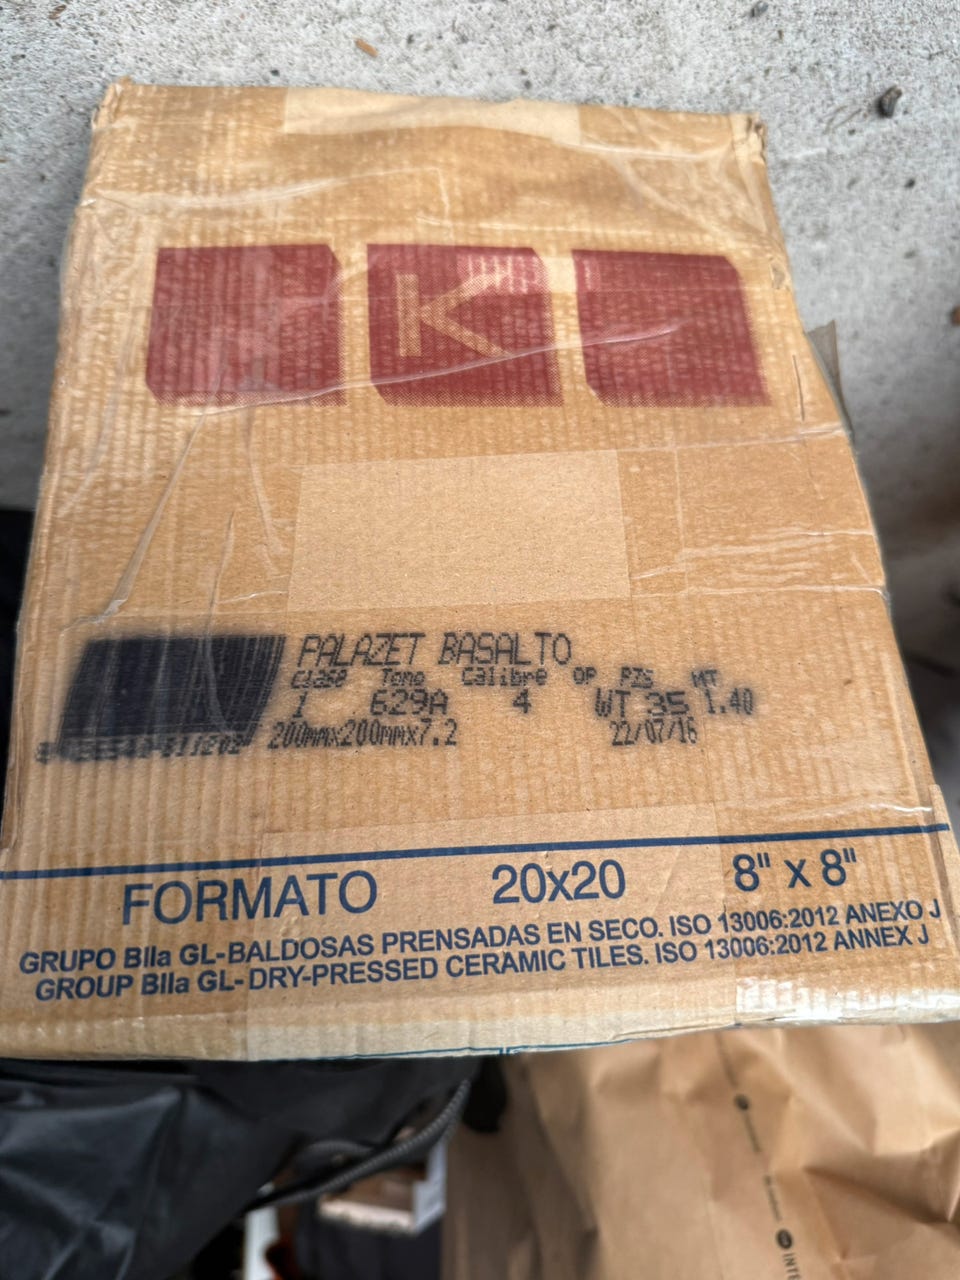 K
PALAZET BASALTO
Clase Tono Calibre OP PZS MT
1 629A 4 WT 35 1.40
200mmx200mmx7.2 22/07/16
FORMATO 20x20 8" x 8"
GRUPO BIIa GL-BALDOSAS PRENSADAS EN SECO. ISO 13006:2012 ANEXO J
GROUP BIIa GL- DRY-PRESSED CERAMIC TILES. ISO 13006:2012 ANNEX J